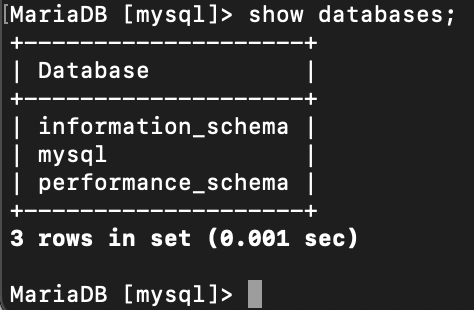 MariaDB [mysql]> show databases;
+--------------------+
| Database           |
+--------------------+
| information_schema |
| mysql              |
| performance_schema |
+--------------------+
3 rows in set (0.001 sec)
MariaDB [mysql]>